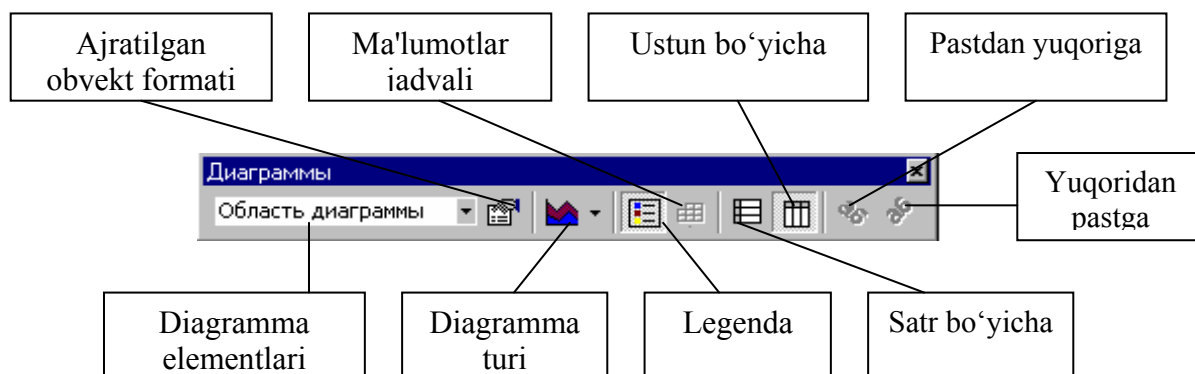 Ajratilgan
obyekt formati
Ma'lumotlar
jadvali
Ustun bo‘yicha
Pastdan yuqoriga
Диаграммы
Область диаграммы
Yuqoridan
pastga
Diagramma
elementlari
Diagramma
turi
Legenda
Satr bo‘yicha